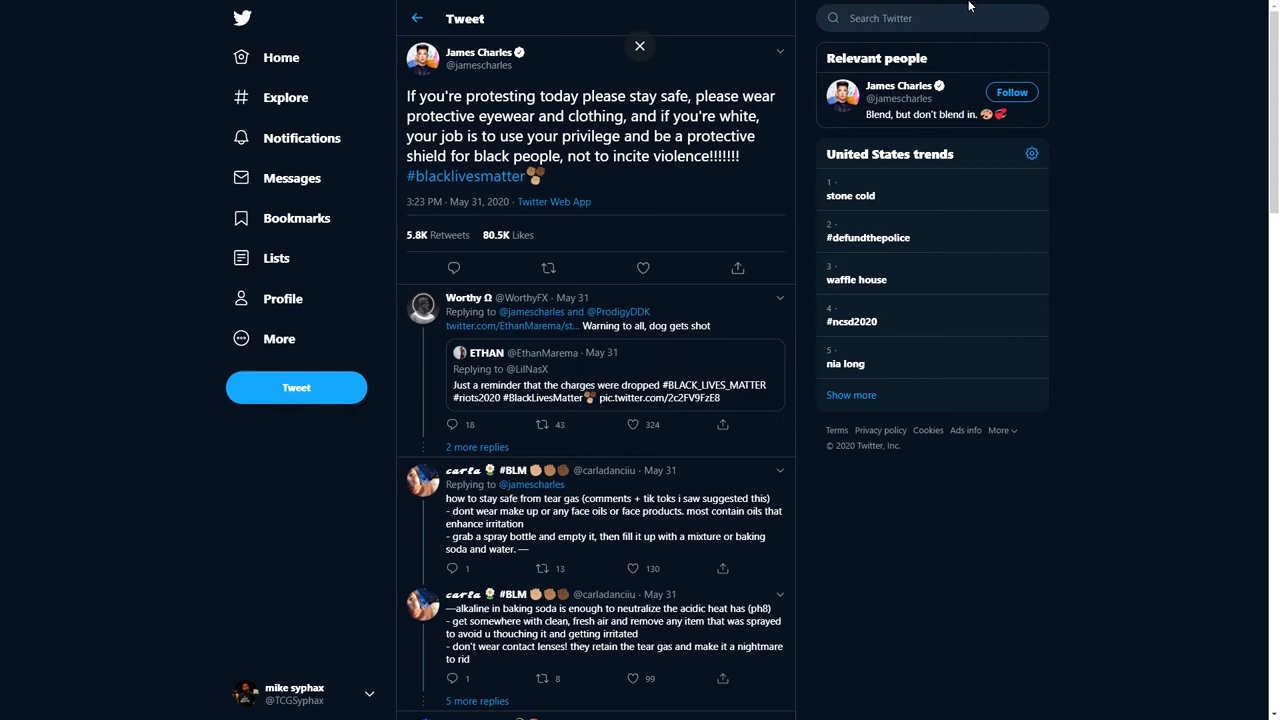 Home
Explore
Notifications
Messages
Bookmarks
Lists
Profile
More
Tweet
mike syphax
@TCGSyphax
Tweet
James Charles
@jamescharles
If you're protesting today please stay safe, please wear
protective eyewear and clothing, and if you're white,
your job is to use your privilege and be a protective
shield for black people, not to incite violence!!!!!!!
#blacklivesmatter
3:23 PM · May 31, 2020 · Twitter Web App
5.8K Retweets 80.5K Likes
Worthy Ω @WorthyFX · May 31
Replying to @jamescharles and @ProdigyDDK
twitter.com/EthanMarema/st... Warning to all, dog gets shot
ETHAN @EthanMarema · May 31
Replying to @LilNasX
Just a reminder that the charges were dropped #BLACK_LIVES_MATTER
#riots2020 #BlackLivesMatter pic.twitter.com/2c2FV9FzE8
18 43 324
2 more replies
carla #BLM @carladanciiu · May 31
Replying to @jamescharles
how to stay safe from tear gas (comments + tik toks i saw suggested this)
- dont wear make up or any face oils or face products. most contain oils that
enhance irritation
- grab a spray bottle and empty it, then fill it up with a mixture or baking
soda and water. —
1 13 130
carla #BLM @carladanciiu · May 31
—alkaline in baking soda is enough to neutralize the acidic heat has (ph8)
- get somewhere with clean, fresh air and remove any item that was sprayed
to avoid u thouching it and getting irritated
- don't wear contact lenses! they retain the tear gas and make it a nightmare
to rid
1 8 99
5 more replies
Search Twitter
Relevant people
James Charles
@jamescharles
Follow
Blend, but don't blend in.
United States trends
1 ·
stone cold
2 ·
#defundthepolice
3 ·
waffle house
4 ·
#ncsd2020
5 ·
nia long
Show more
Terms Privacy policy Cookies Ads info More
© 2020 Twitter, Inc.